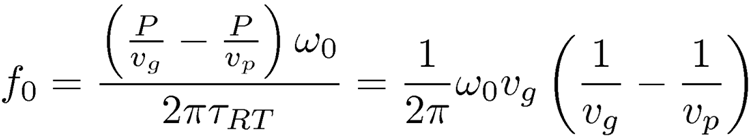 f_0 = \frac{\left(\frac{P}{v_g} - \frac{P}{v_p}\right)\omega_0}{2\pi\tau_{RT}} = \frac{1}{2\pi}\omega_0 v_g \left(\frac{1}{v_g} - \frac{1}{v_p}\right)